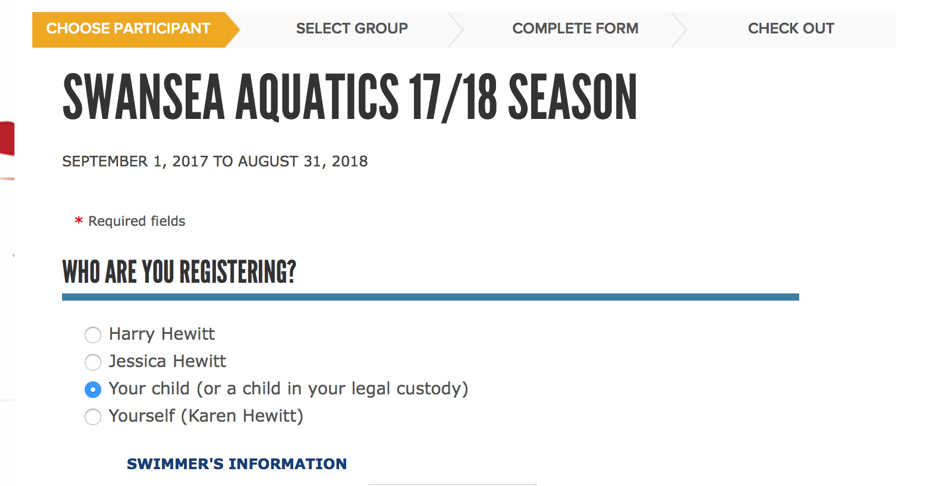 CHOOSE PARTICIPANT SELECT GROUP COMPLETE FORM CHECK OUT
SWANSEA AQUATICS 17/18 SEASON
SEPTEMBER 1, 2017 TO AUGUST 31, 2018
* Required fields
WHO ARE YOU REGISTERING?
Harry Hewitt
Jessica Hewitt
Your child (or a child in your legal custody)
Yourself (Karen Hewitt)
SWIMMER'S INFORMATION